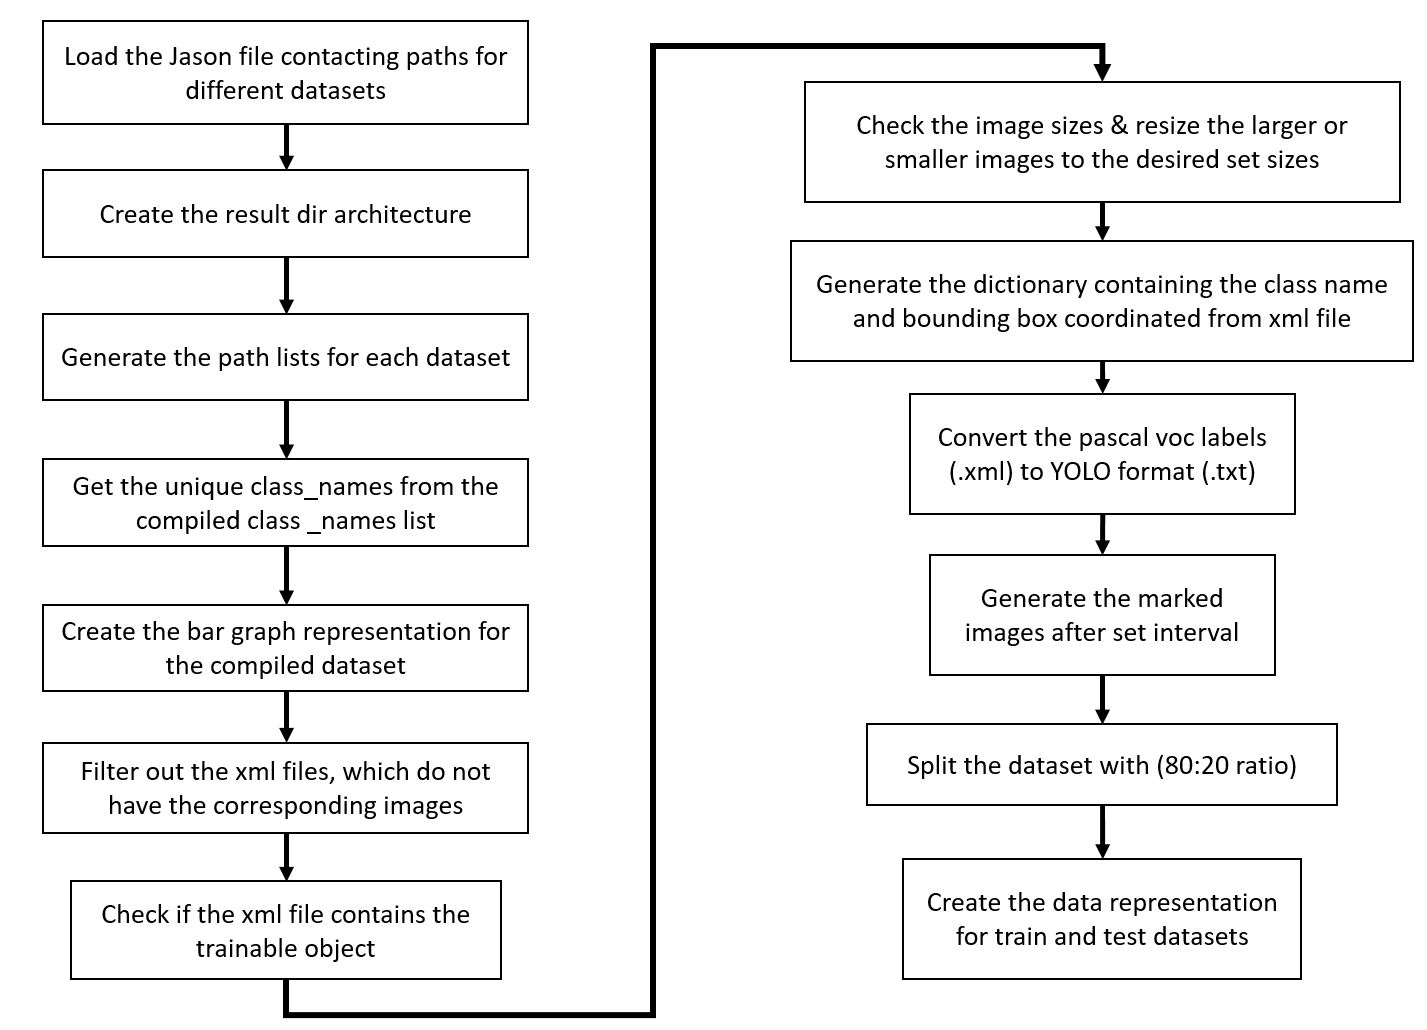 Load the Jason file contacting paths for
different datasets
Create the result dir architecture
Generate the path lists for each dataset
Get the unique class_names from the
compiled class _names list
Create the bar graph representation for
the compiled dataset
Filter out the xml files, which do not
have the corresponding images
Check if the xml file contains the
trainable object
Check the image sizes & resize the larger or
smaller images to the desired set sizes
Generate the dictionary containing the class name
and bounding box coordinated from xml file
Convert the pascal voc labels
(.xml) to YOLO format (.txt)
Generate the marked
images after set interval
Split the dataset with (80:20 ratio)
Create the data representation
for train and test datasets